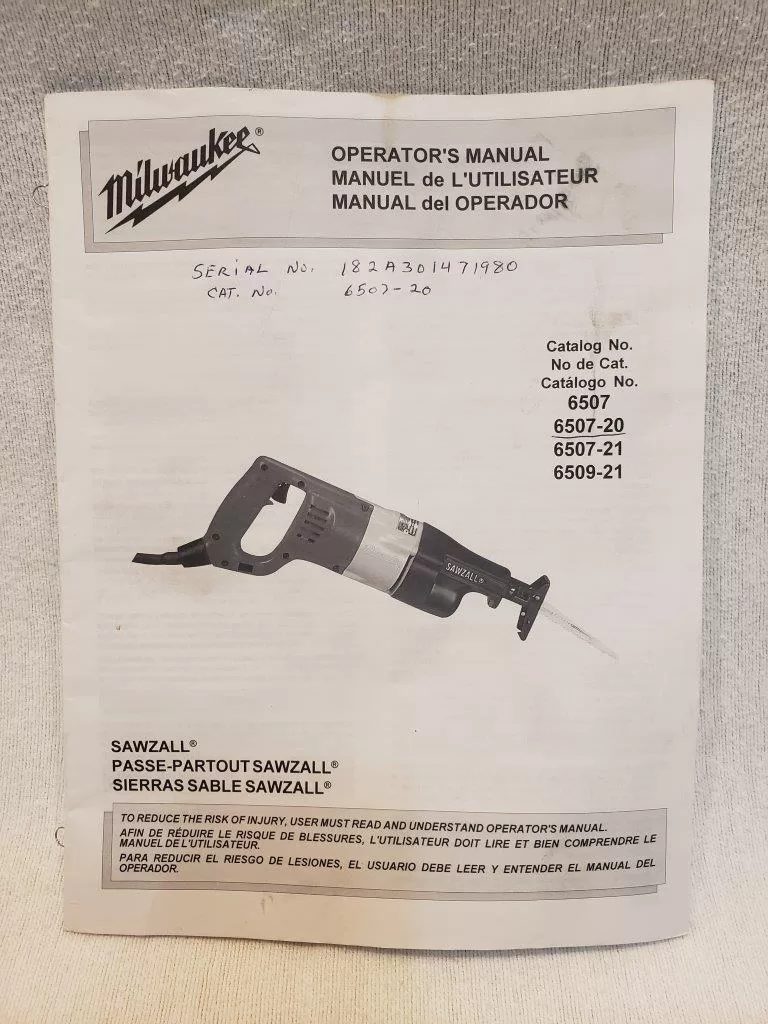 Milwaukee®
OPERATOR'S MANUAL
MANUEL de L'UTILISATEUR
MANUAL del OPERADOR
SERIAL No. 182A301471980
CAT. No. 6507-20
Catalog No.
No de Cat.
Catálogo No.
6507
6507-20
6507-21
6509-21
SAWZALL®
SAWZALL®
PASSE-PARTOUT SAWZALL®
SIERRAS SABLE SAWZALL®
TO REDUCE THE RISK OF INJURY, USER MUST READ AND UNDERSTAND OPERATOR'S MANUAL.
AFIN DE RÉDUIRE LE RISQUE DE BLESSURES, L'UTILISATEUR DOIT LIRE ET BIEN COMPRENDRE LE
MANUEL DE L'UTILISATEUR.
PARA REDUCIR EL RIESGO DE LESIONES, EL USUARIO DEBE LEER Y ENTENDER EL MANUAL DEL
OPERADOR.